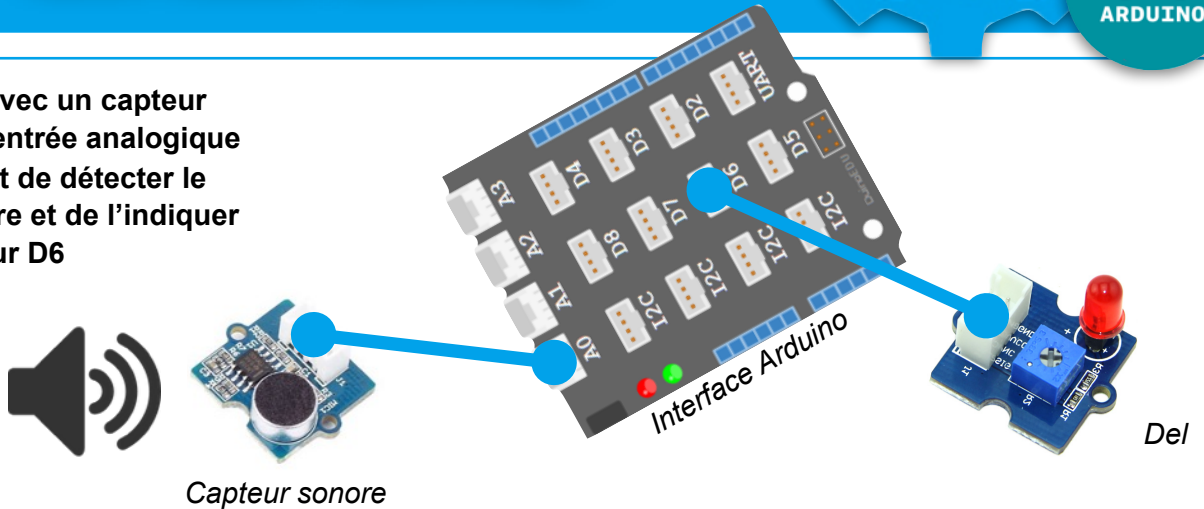 ARDUINO
vec un capteur
entrée analogique
t de détecter le
re et de l’indiquer
ur D6
UART
D2
D3
D4
D5
D6
D7
D8
A3
A2
A1
A0
I2C
I2C
I2C
I2C
Interface Arduino
Del
Capteur sonore